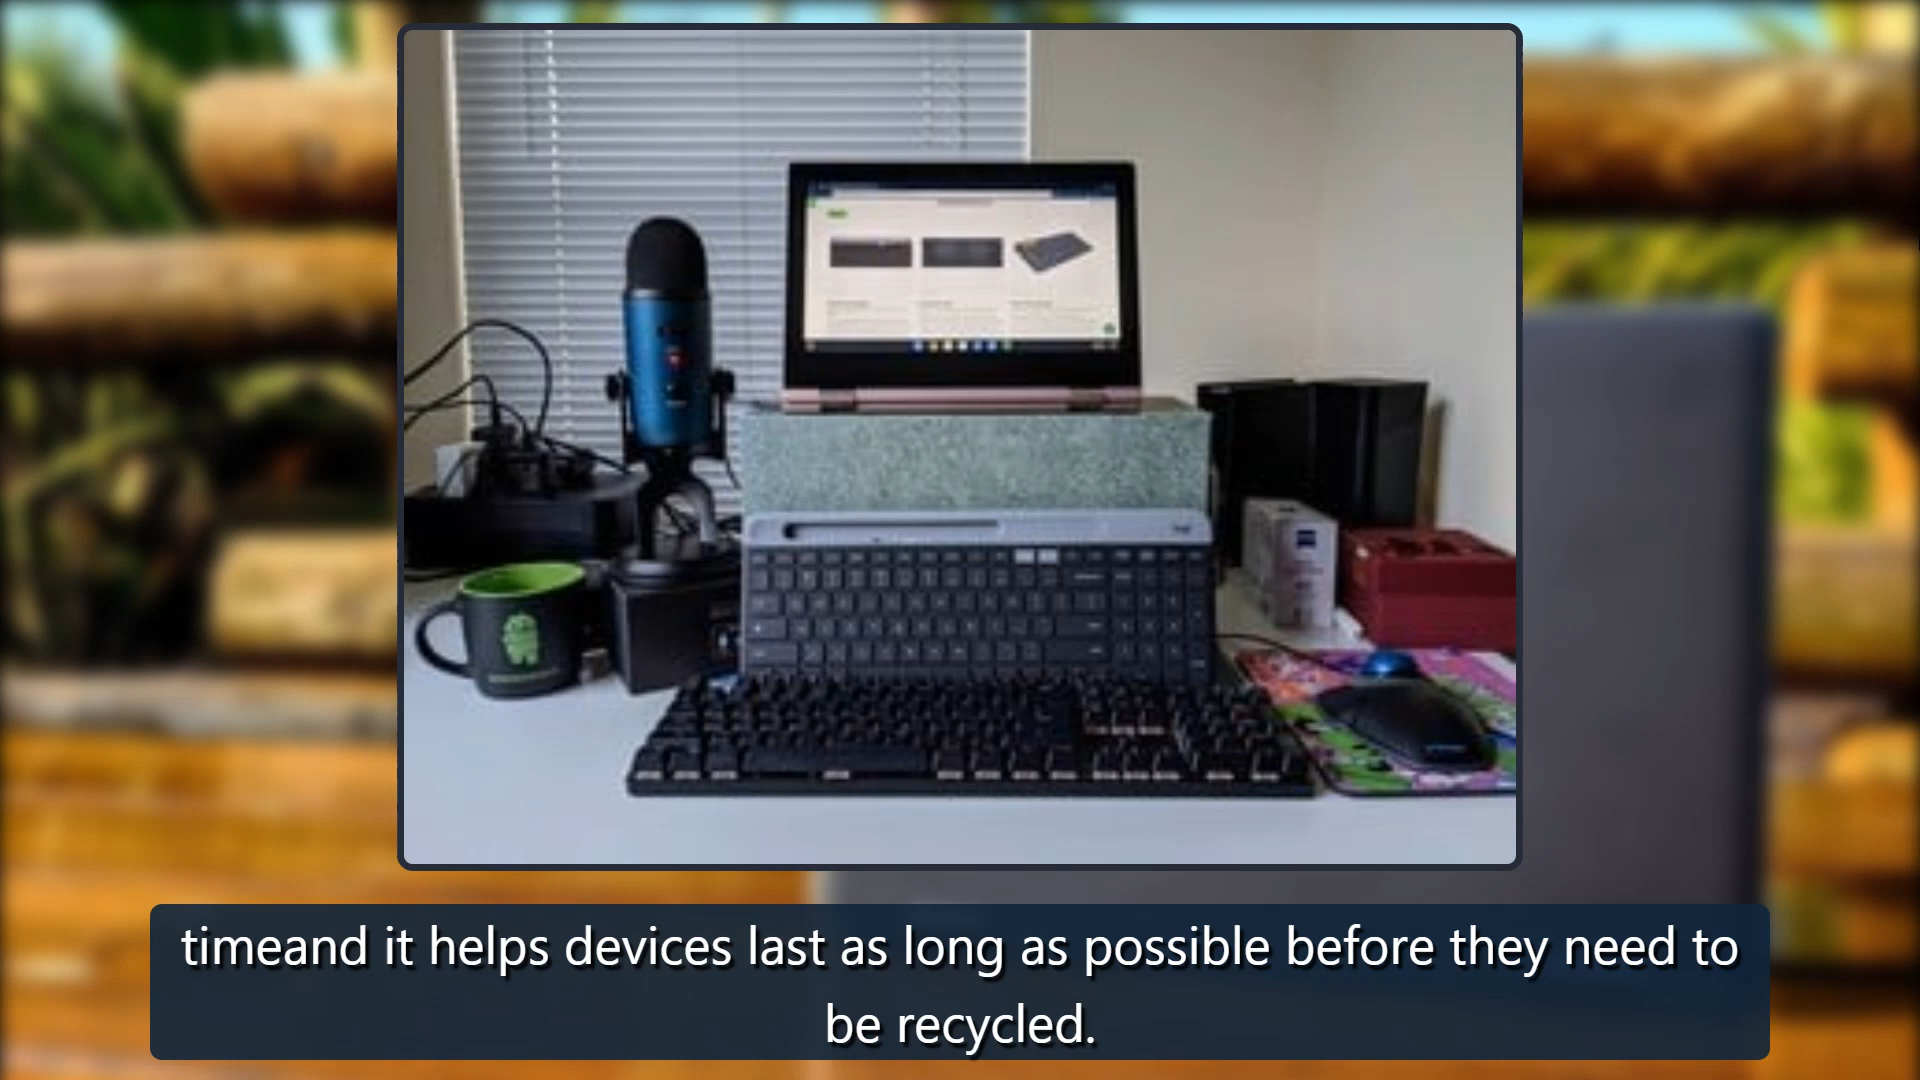 timeand it helps devices last as long as possible before they need to
be recycled.